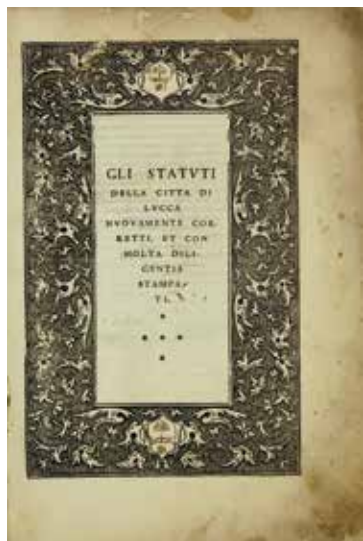 GLI STATVTI
DELLA CITTA DI
LVCCA
NVOVAMENTE COR-
RETTI, ET CON
MOLTA DILI-
GENTIA
STAMPA-
TI.